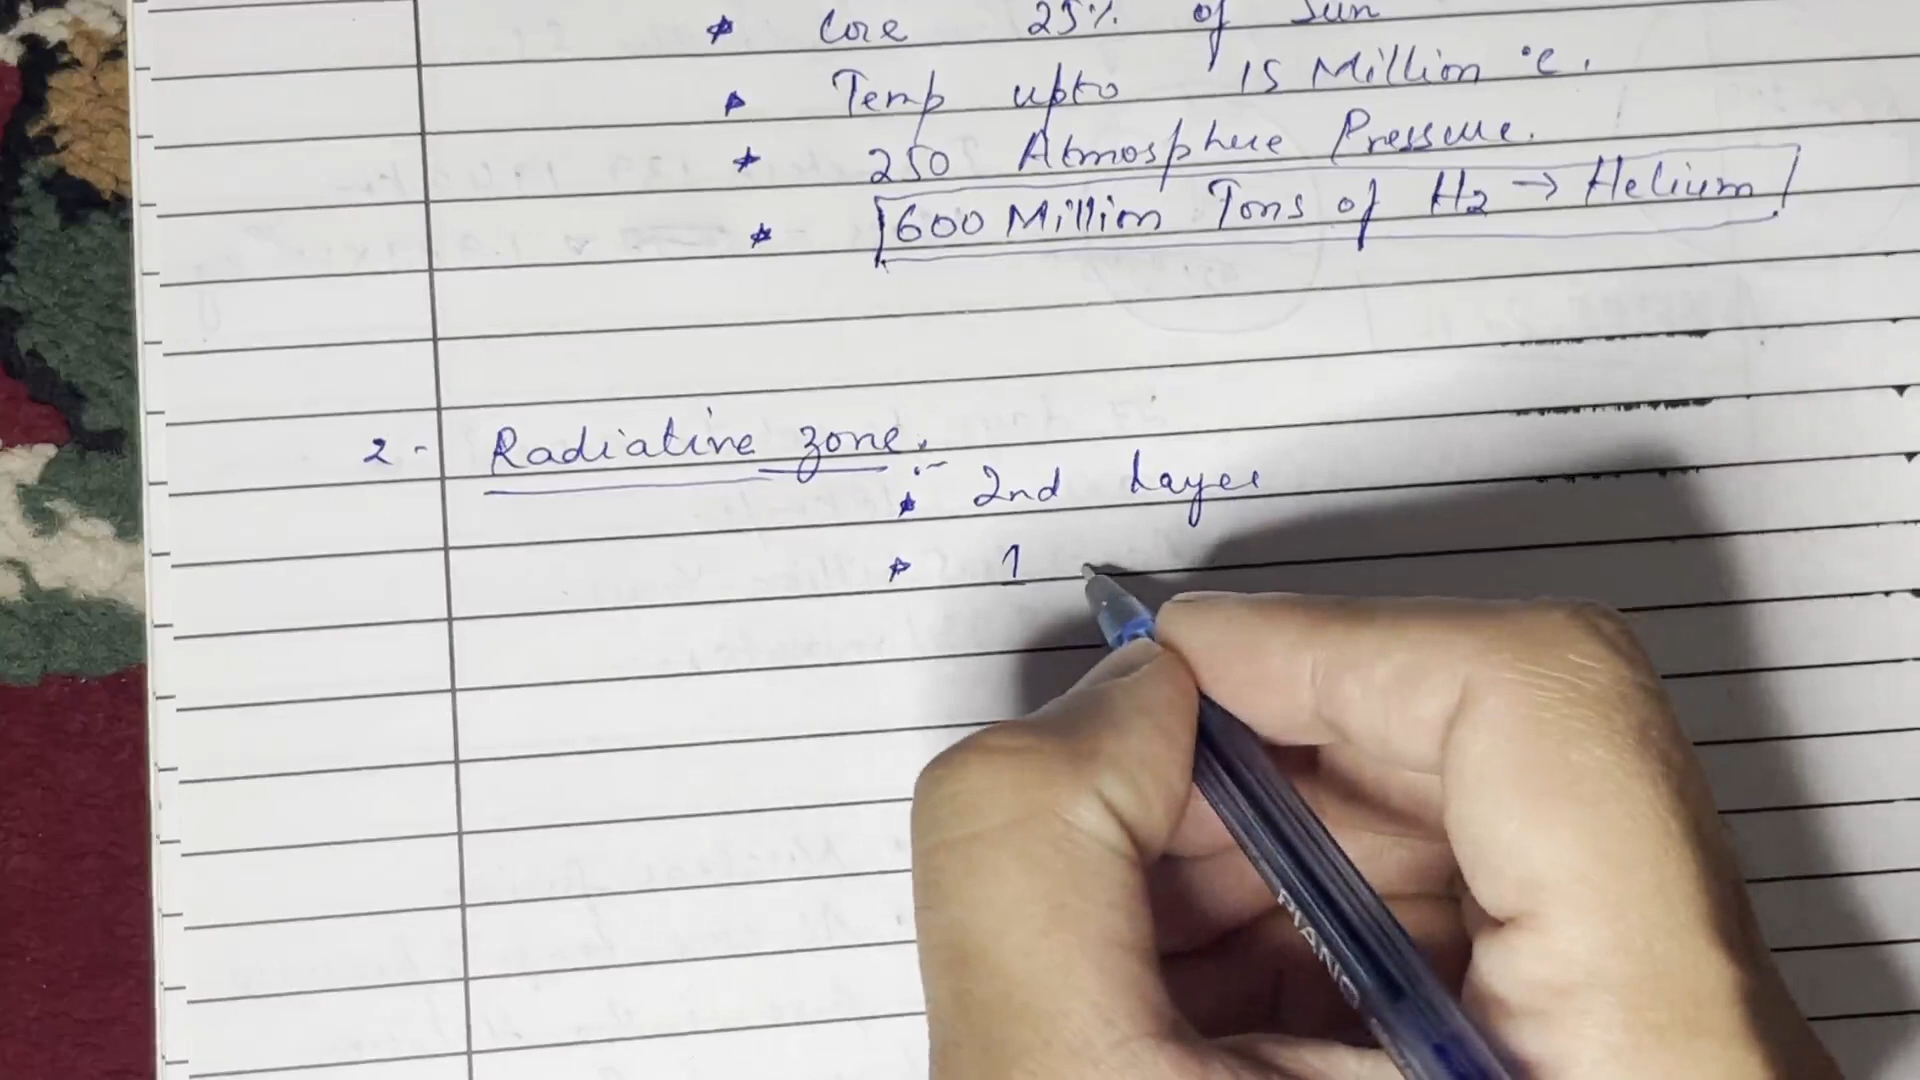 * Core 25% of Sun
* Temp upto 15 Million °C.
* 250 Atmosphere Pressure.
* 600 Million Tons of H2 → Helium
2- Radiative zone.:-
* 2nd Layer
* 1
PIANO